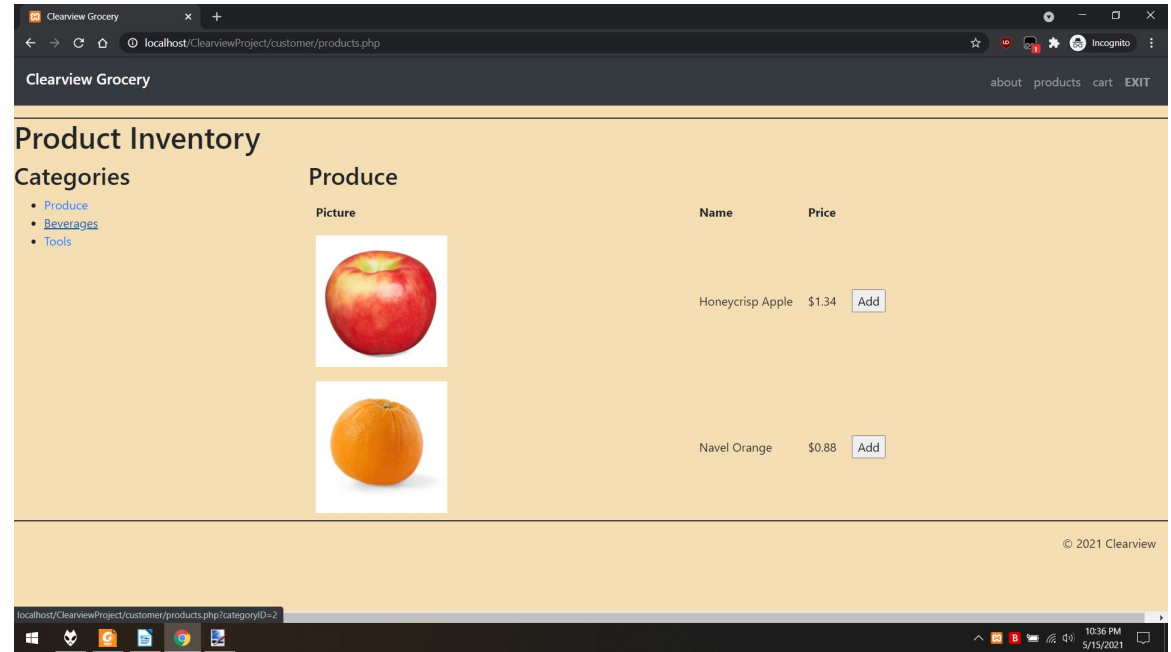 Clearview Grocery
localhost/ClearviewProject/customer/products.php
Incognito
Clearview Grocery
about products cart EXIT
Product Inventory
Categories
Produce
Beverages
Tools
Produce
Picture Name Price
Honeycrisp Apple $1.34 Add
Navel Orange $0.88 Add
© 2021 Clearview
localhost/ClearviewProject/customer/products.php?categoryID=2
10:36 PM
5/15/2021